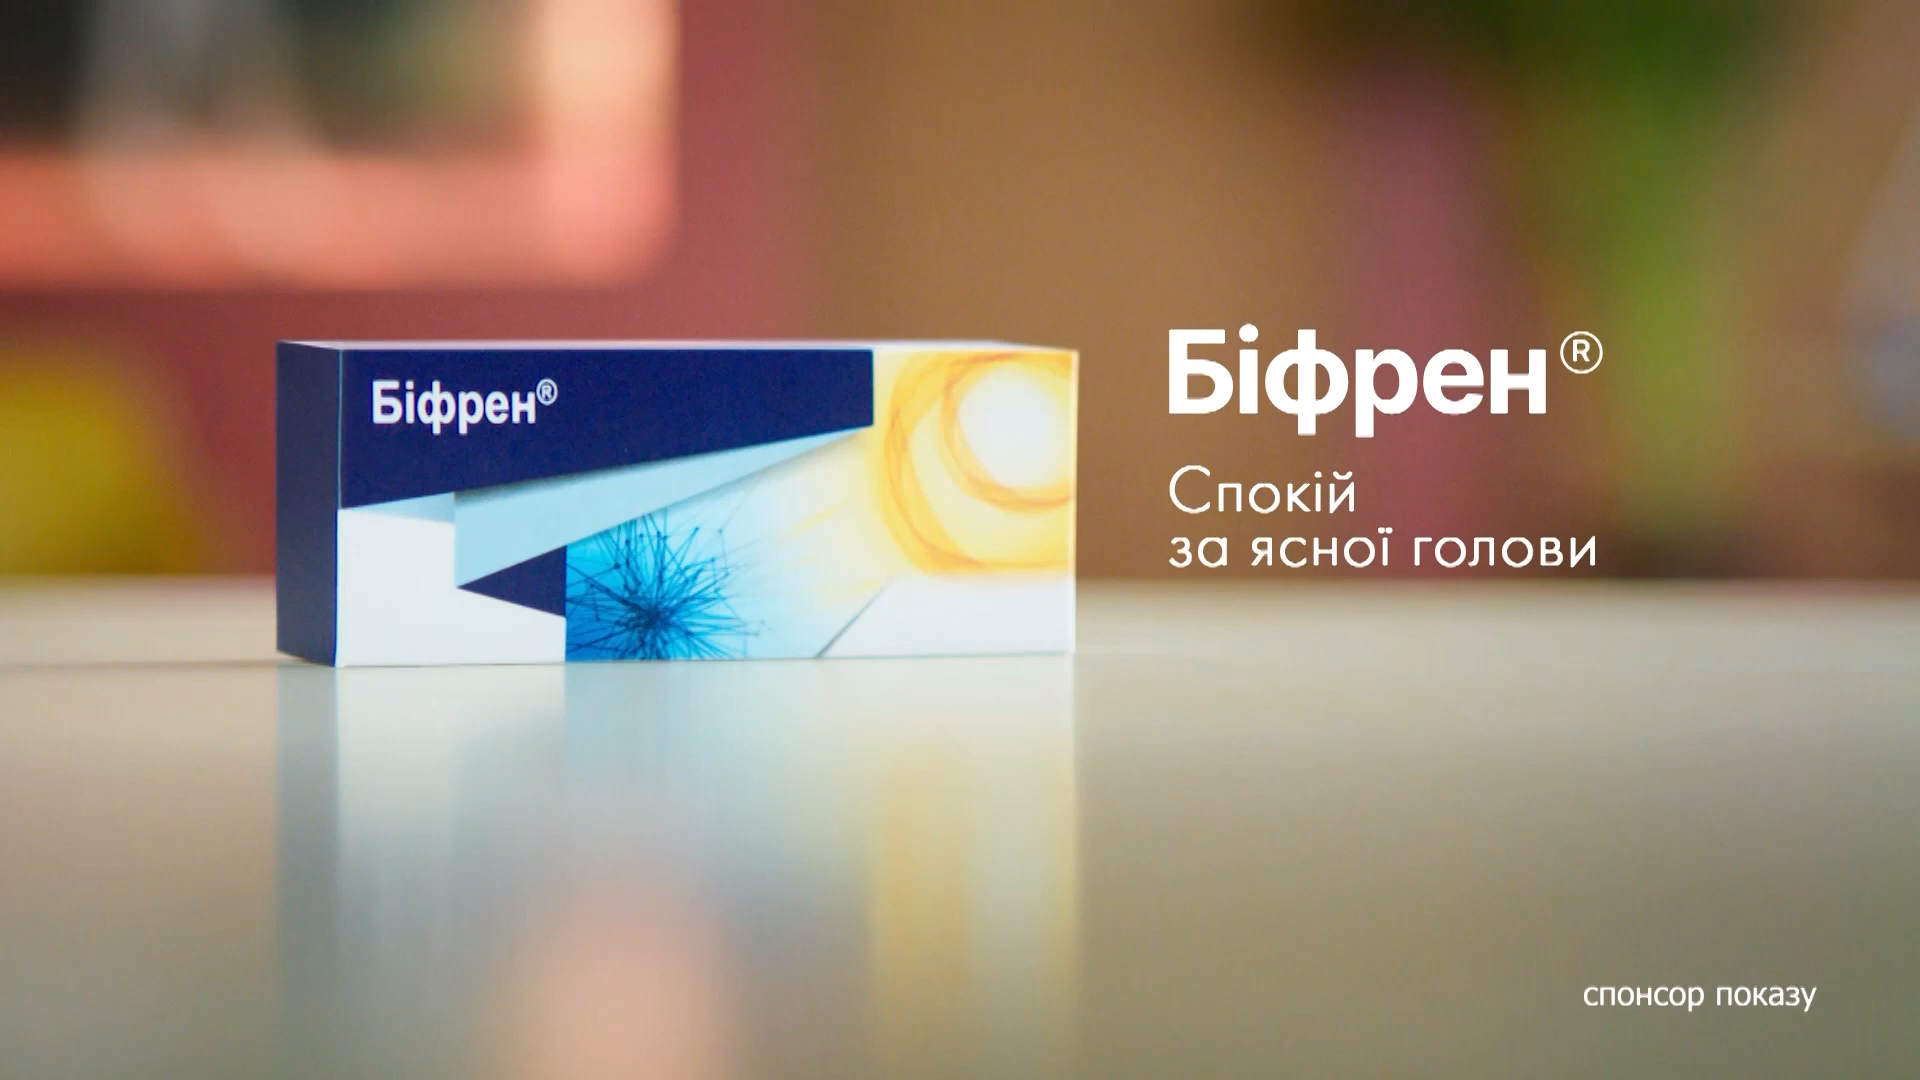 Біфрен®
Біфрен®
Спокій
за ясної голови
спонсор показу